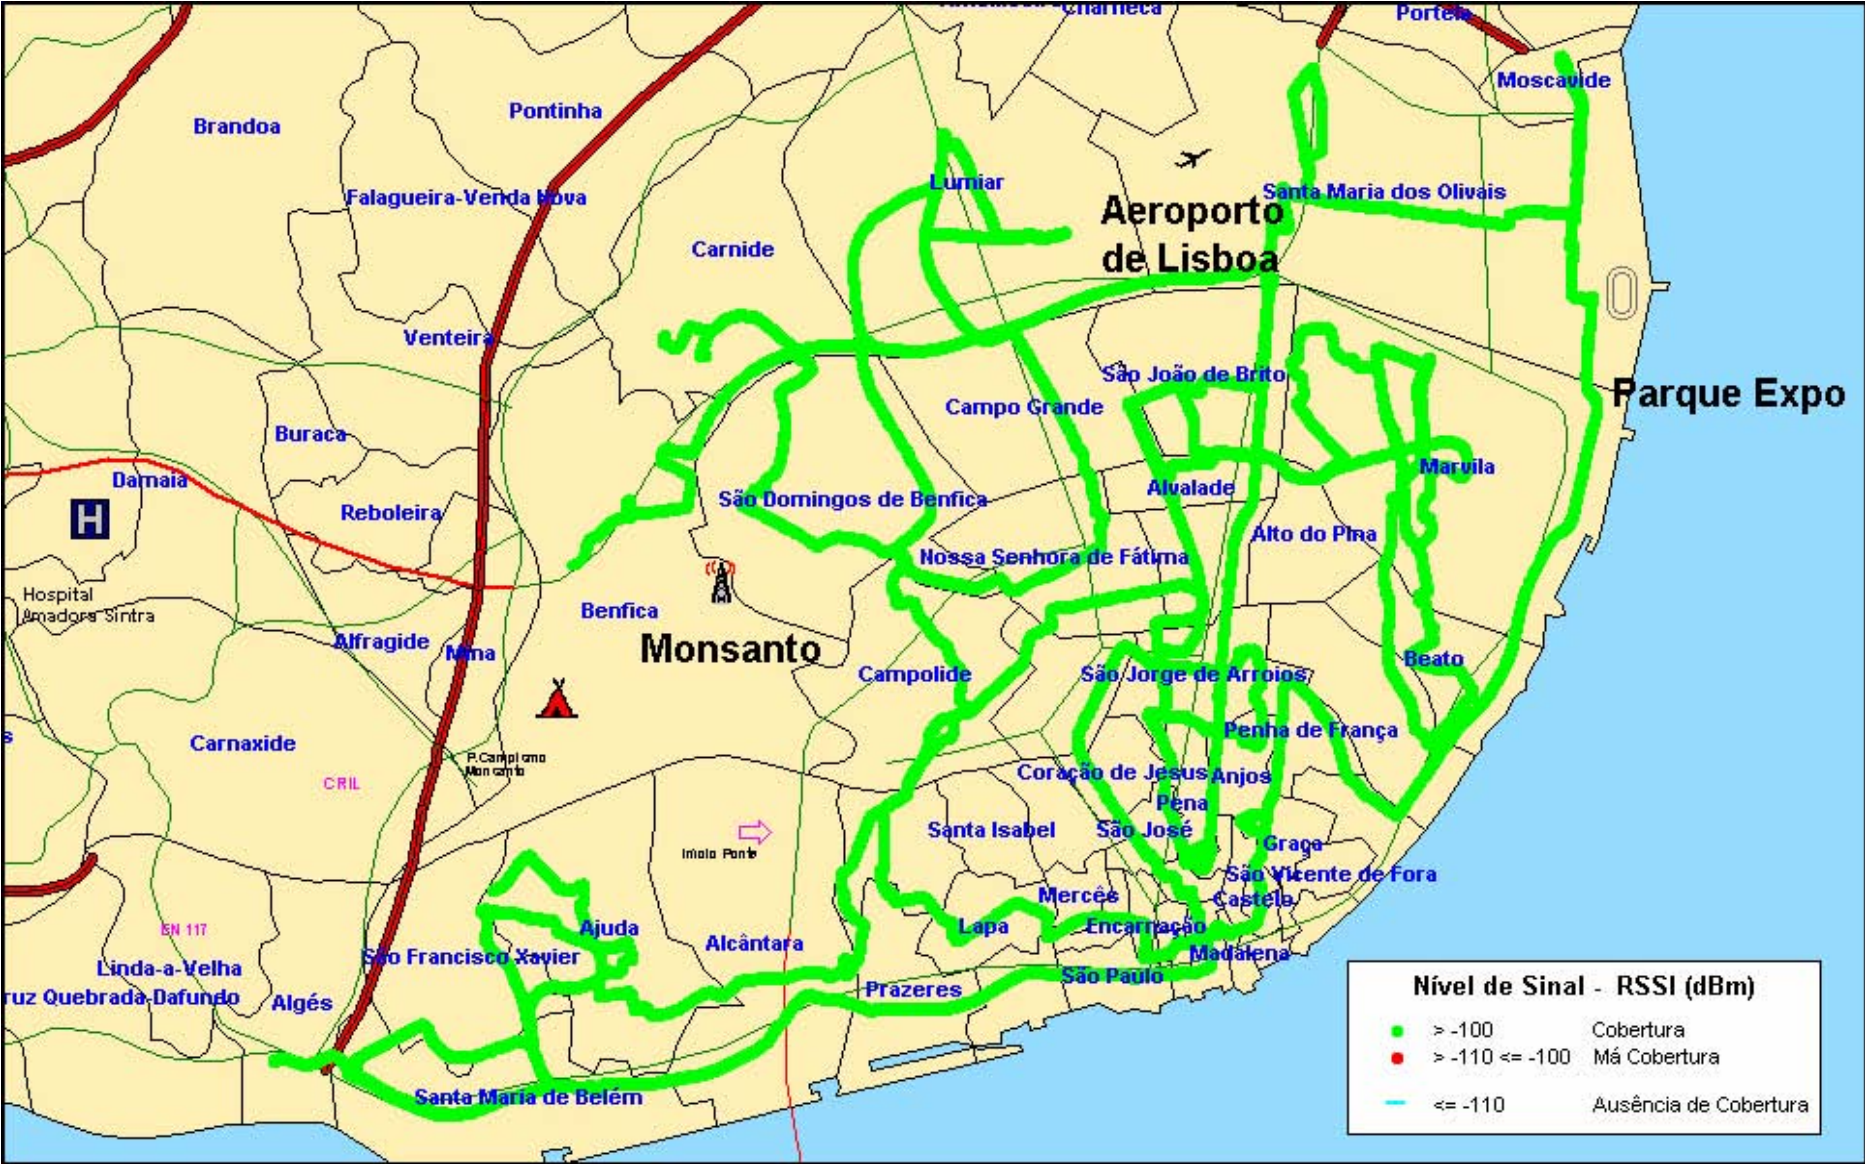 Charneca
Portela
Moscavide
Brandoa
Pontinha
Lumiar
Santa Maria dos Olivais
Falagueira-Venda Nova
Aeroporto
de Lisboa
Carnide
Venteira
São João de Brito
Parque Expo
Campo Grande
Buraca
Marvila
Damaia
Alvalade
São Domingos de Benfica
H
Reboleira
Alto do Pina
Nossa Senhora de Fátima
Hospital
Amadora Sintra
Benfica
Alfragide
Mina
Monsanto
Beato
Campolide
São Jorge de Arroios
Penha de França
Carnaxide
P.Campismo
Monsanto
Coração de Jesus
Anjos
CRIL
Pena
Santa Isabel
São José
Graça
Início Ponte
São Vicente de Fora
Mercês
Castelo
EN 117
Ajuda
Lapa
Encarnação
Alcântara
São Francisco Xavier
Madalena
Linda-a-Velha
São Paulo
ruz Quebrada-Dafundo
Algés
Prazeres
Santa Maria de Belém
Nível de Sinal - RSSI (dBm)
> -100 Cobertura
> -110 <= -100 Má Cobertura
<= -110 Ausência de Cobertura